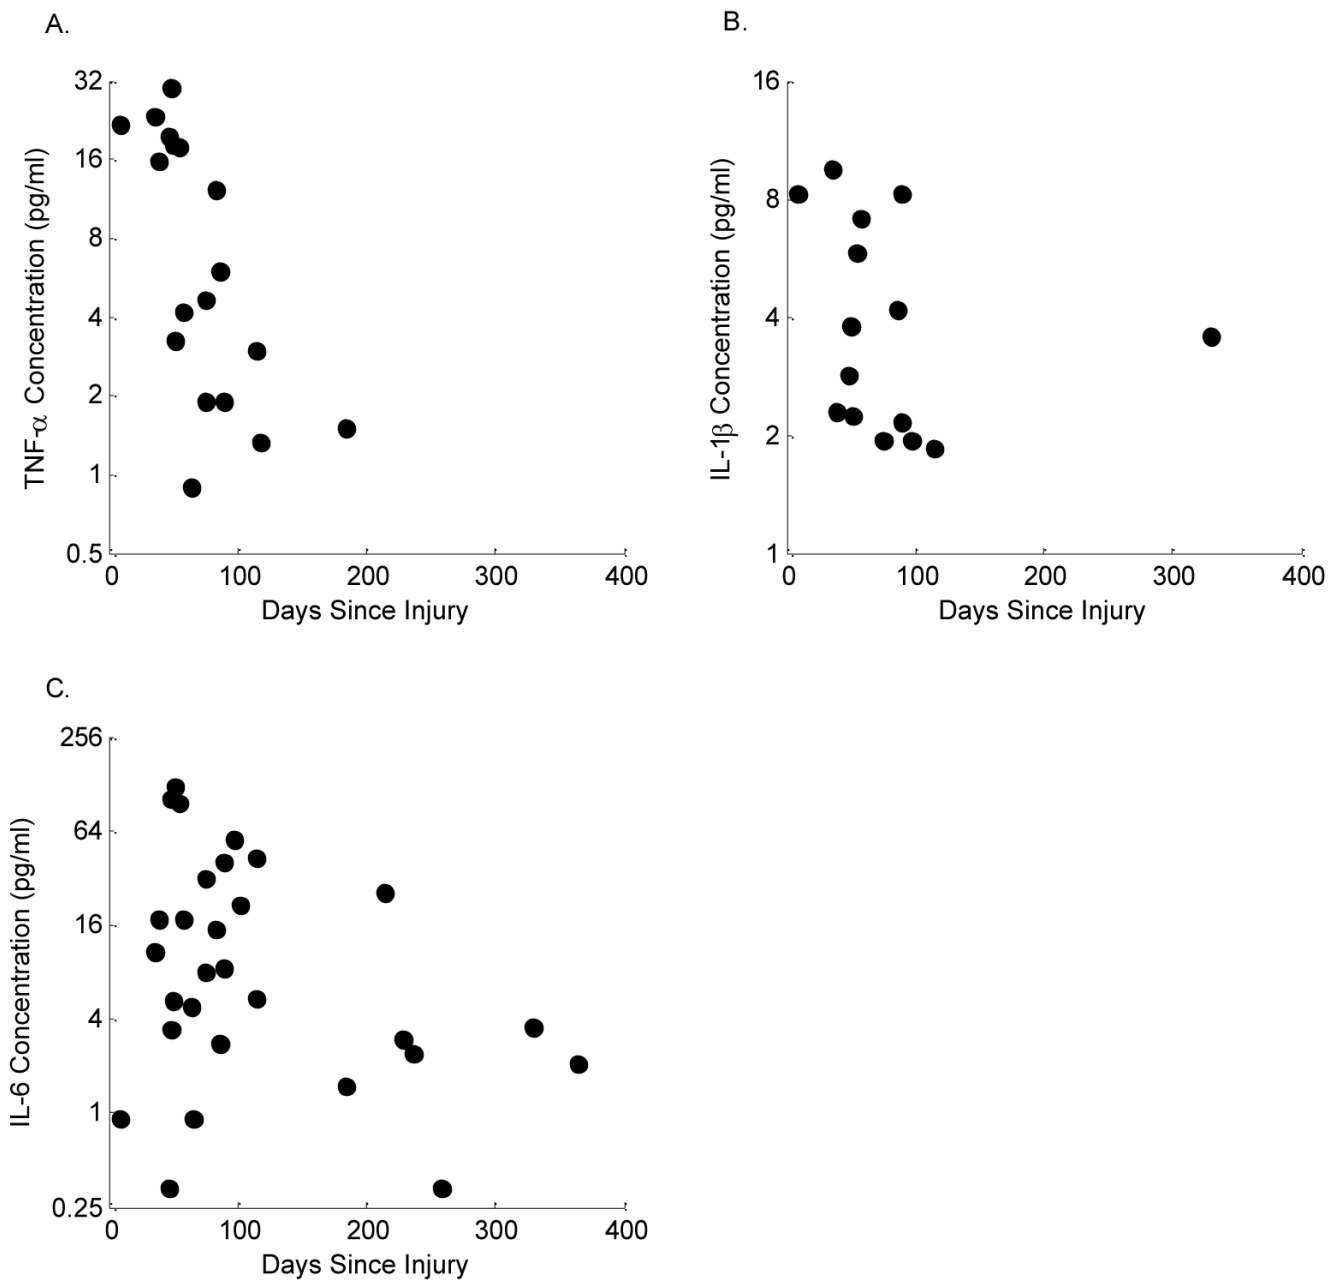 A.
32
16
8
4
2
1
0.5
TNF-α Concentration (pg/ml)
0 100 200 300 400
Days Since Injury
B.
16
8
4
2
1
IL-1β Concentration (pg/ml)
0 100 200 300 400
Days Since Injury
C.
256
64
16
4
1
0.25
IL-6 Concentration (pg/ml)
0 100 200 300 400
Days Since Injury